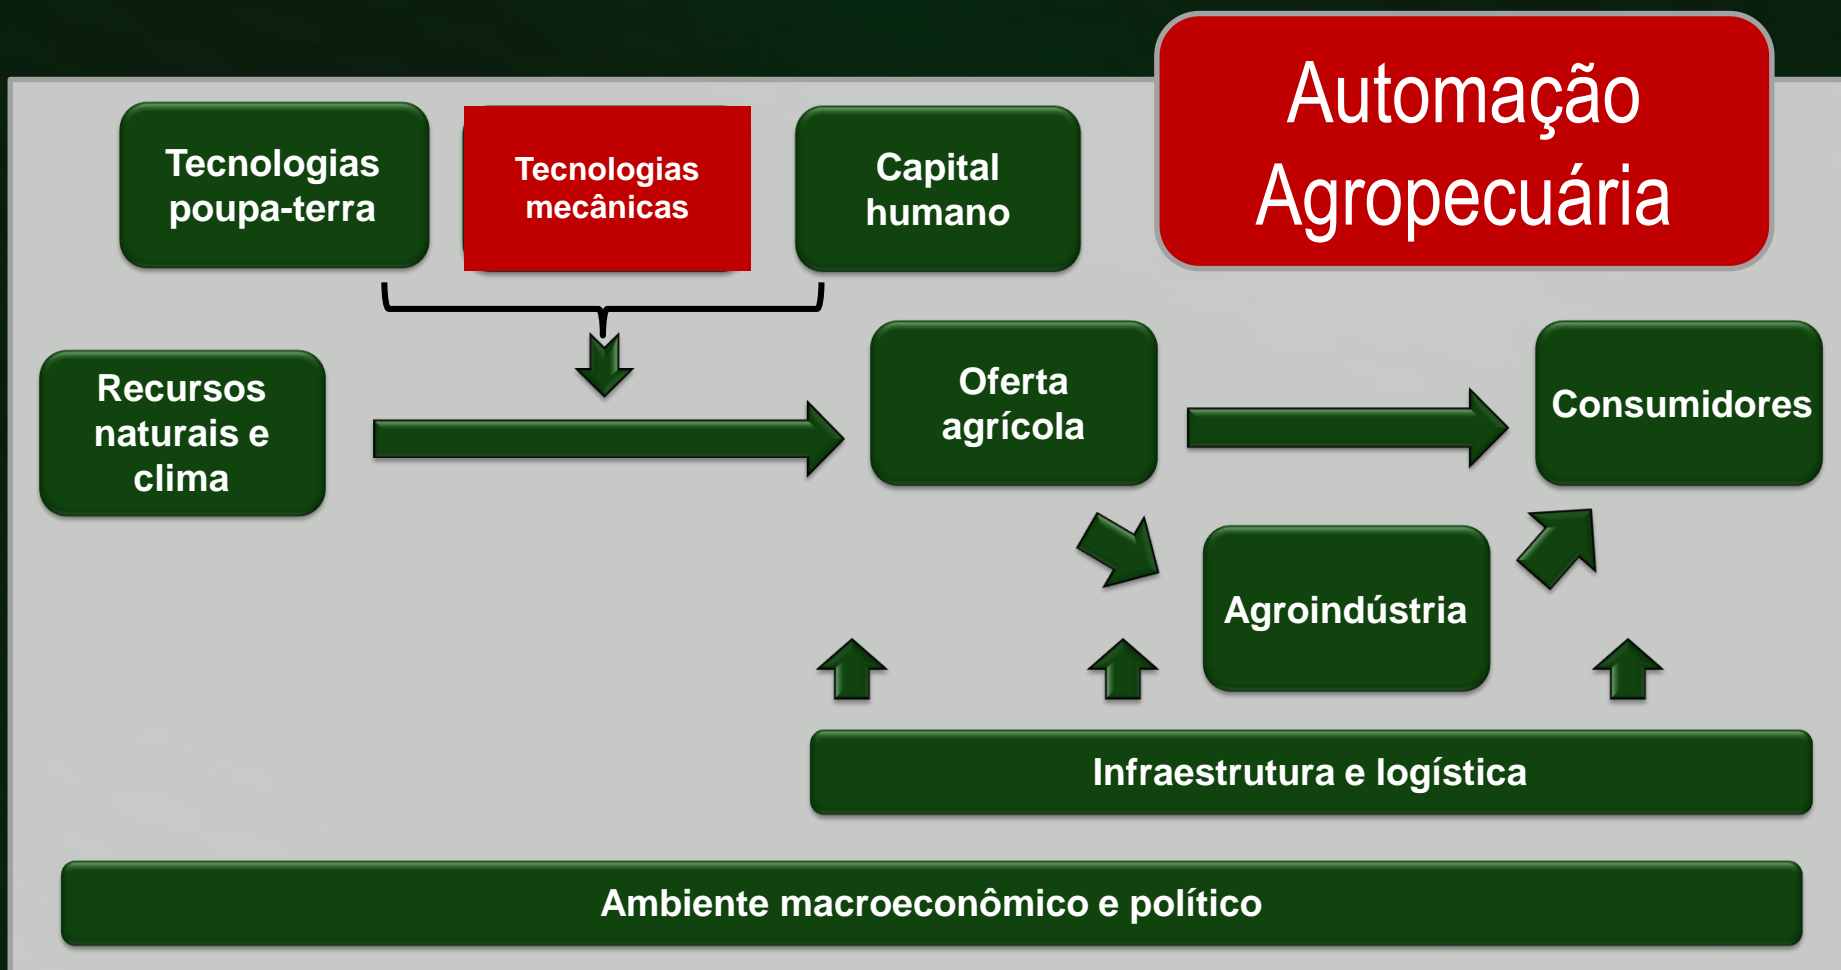 Automação
Agropecuária
Tecnologias
poupa-terra
Tecnologias
mecânicas
Capital
humano
Recursos
naturais e
clima
Oferta
agrícola
Consumidores
Agroindústria
Infraestrutura e logística
Ambiente macroeconômico e político